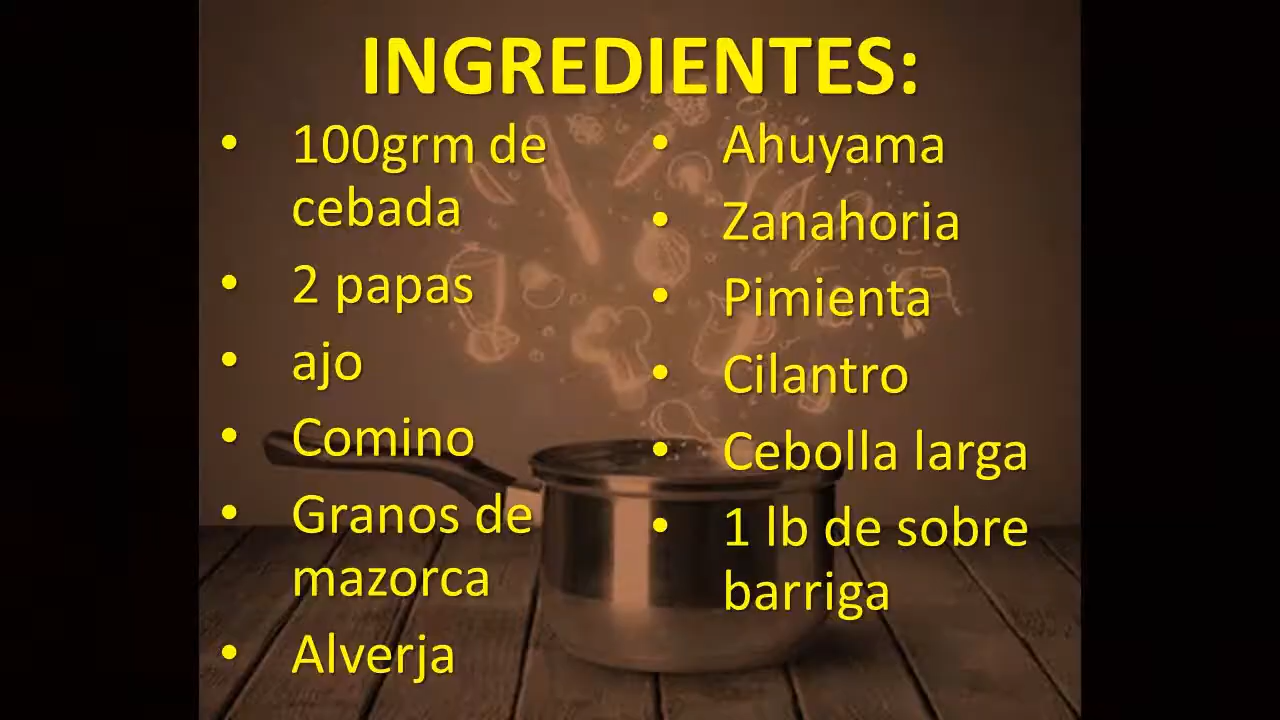 INGREDIENTES:
• 100grm de
cebada
• 2 papas
• ajo
• Comino
• Granos de
mazorca
• Alverja
• Ahuyama
• Zanahoria
• Pimienta
• Cilantro
• Cebolla larga
• 1 lb de sobre
barriga